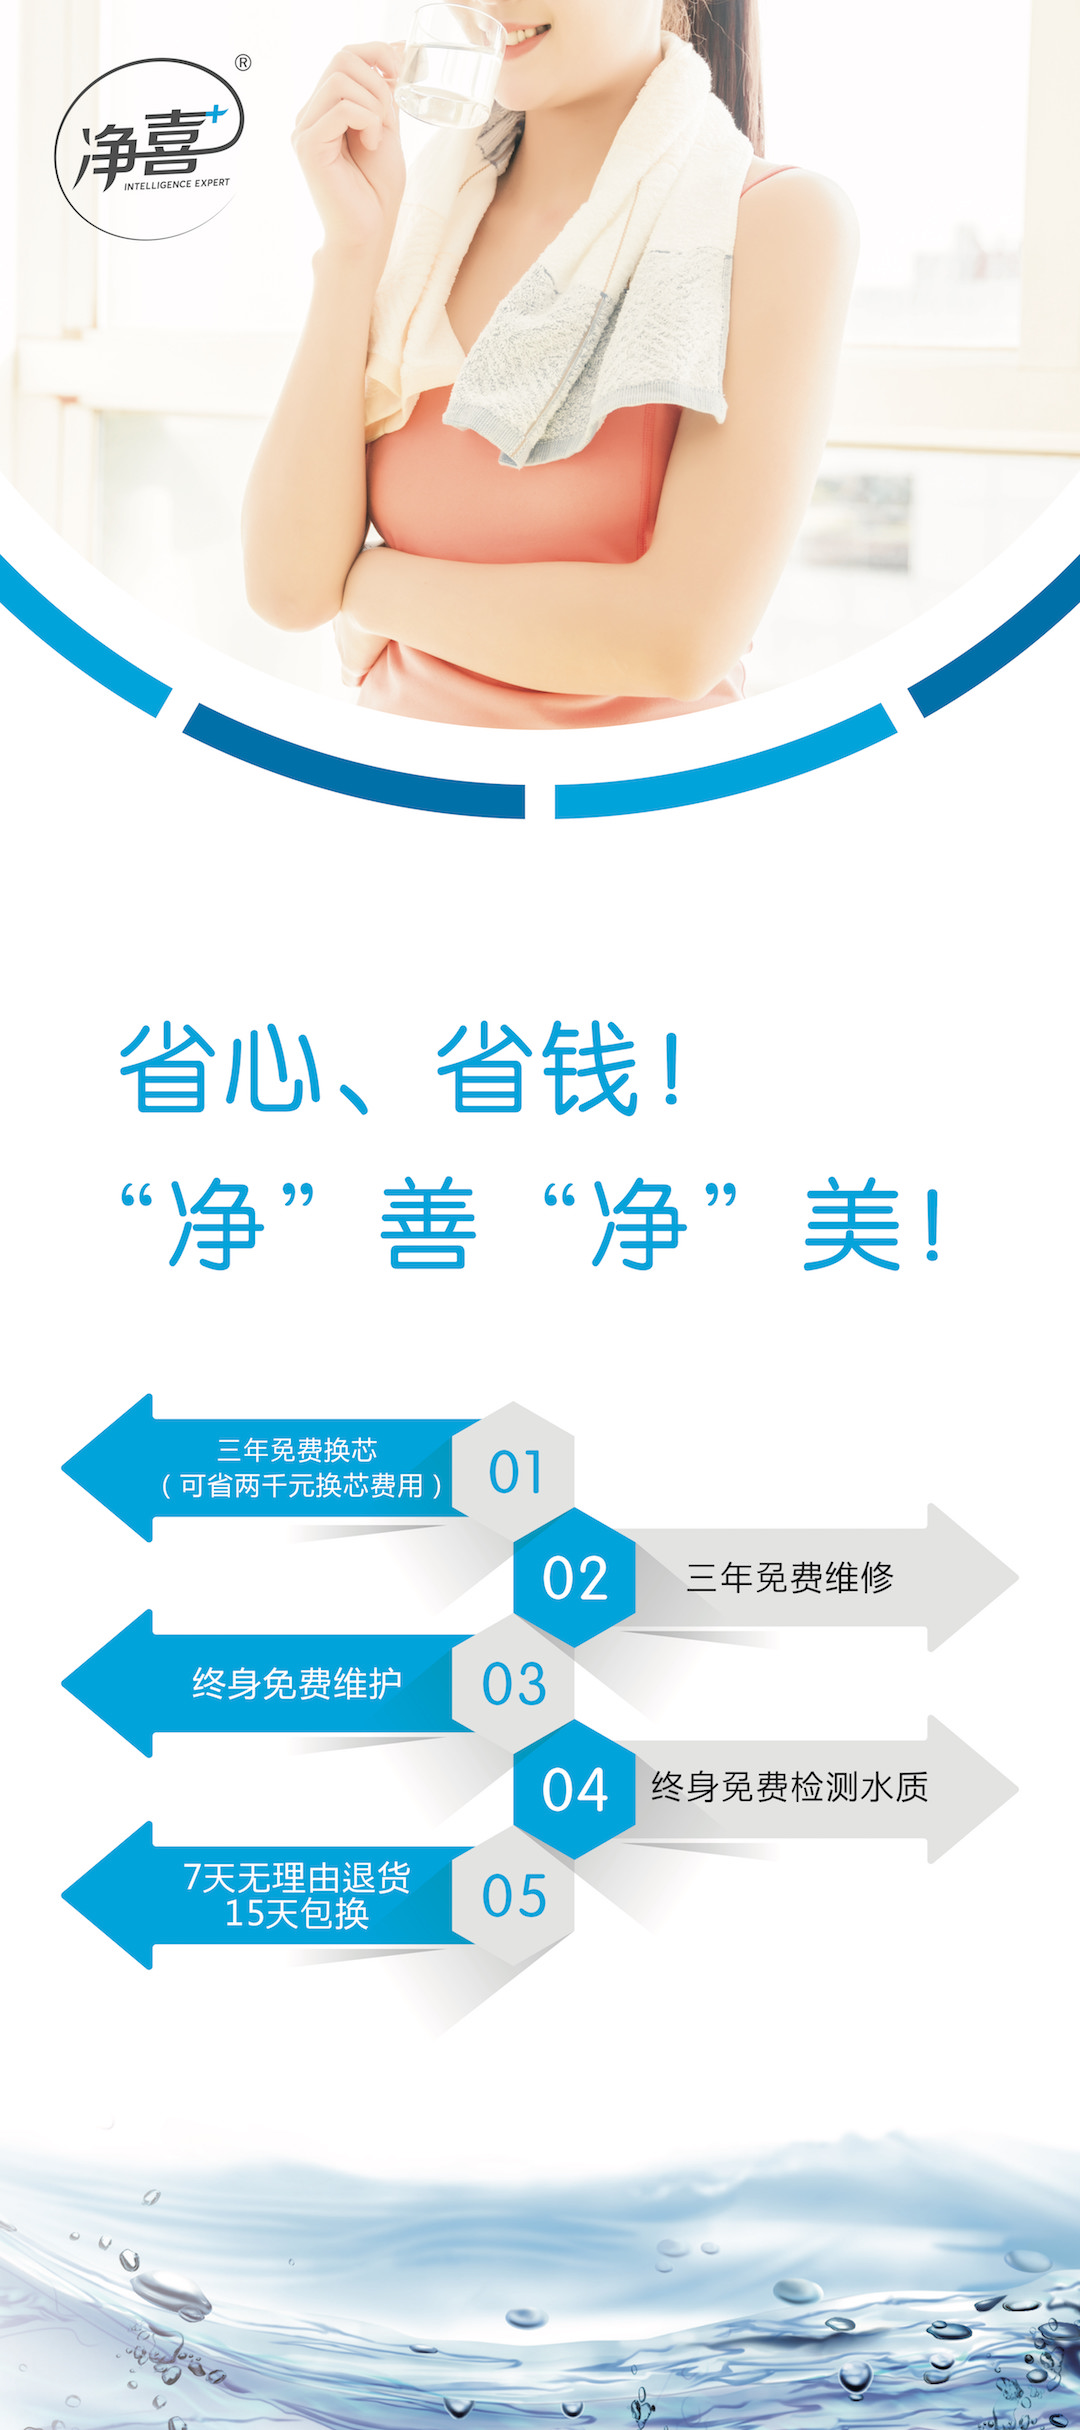 ®
净喜+
INTELLIGENCE EXPERT
省心、省钱!
“净”善“净”美!
三年免费换芯
(可省两千元换芯费用)
01
02
三年免费维修
终身免费维护
03
04
终身免费检测水质
7天无理由退货
15天包换
05